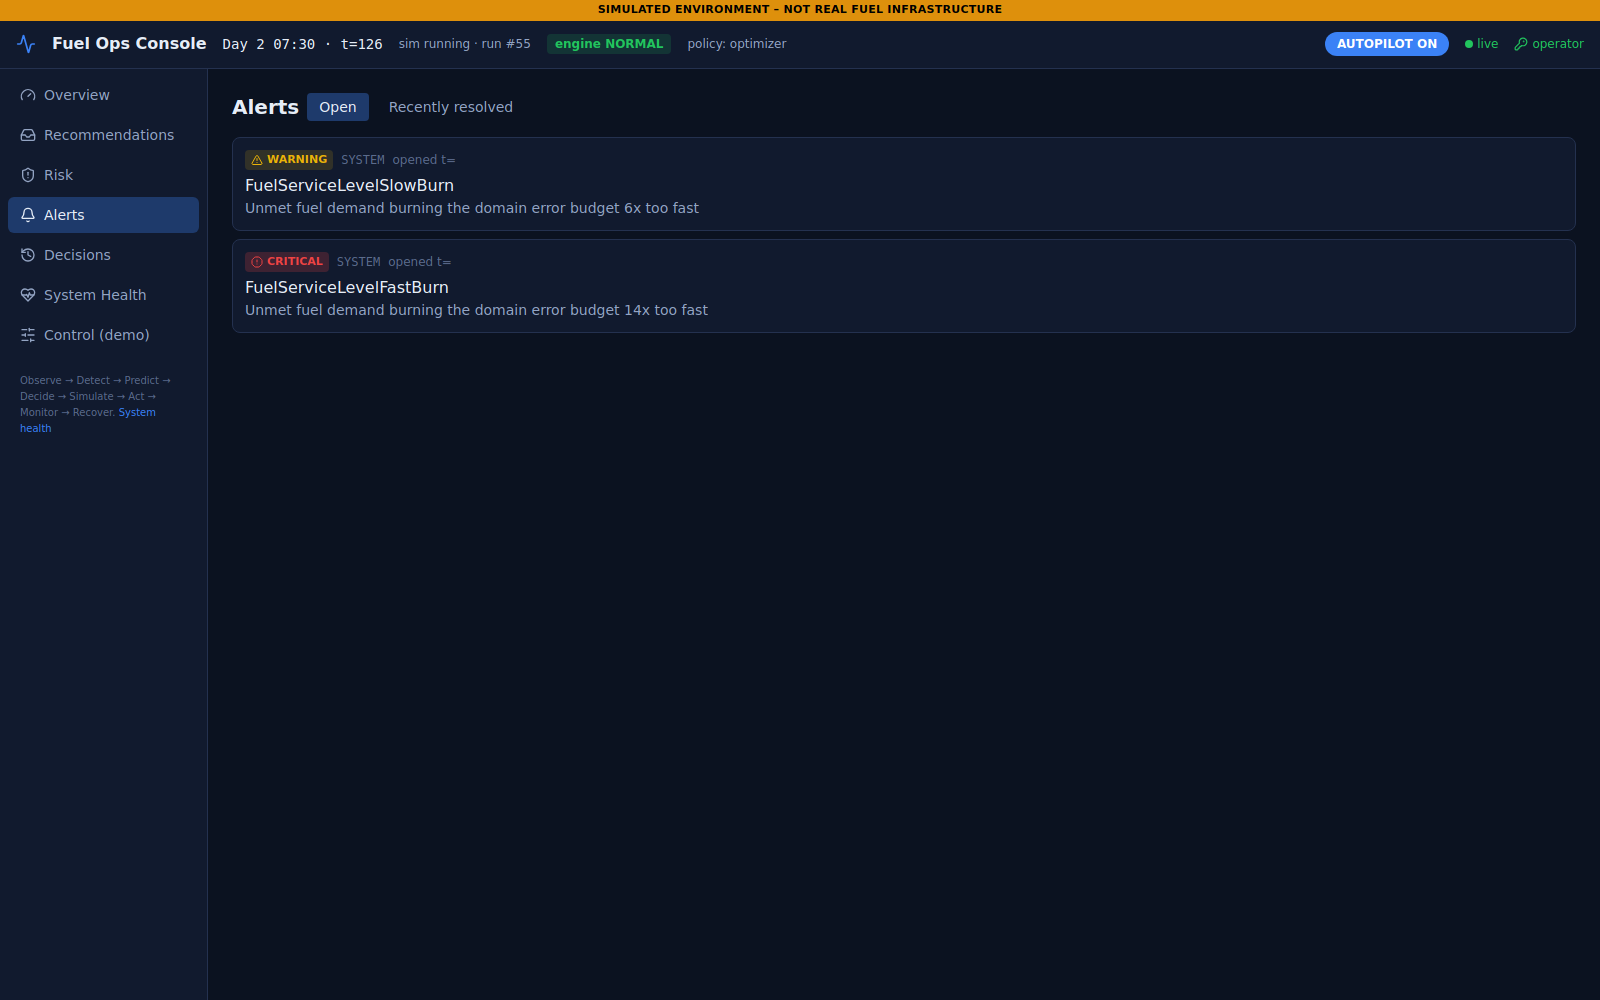 SIMULATED ENVIRONMENT – NOT REAL FUEL INFRASTRUCTURE
Fuel Ops Console Day 2 07:30 · t=126 sim running · run #55 engine NORMAL policy: optimizer AUTOPILOT ON live operator
Overview
Recommendations
Risk
Alerts
Decisions
System Health
Control (demo)
Observe → Detect → Predict →
Decide → Simulate → Act →
Monitor → Recover. System
health
Alerts Open Recently resolved
WARNING SYSTEM opened t=
FuelServiceLevelSlowBurn
Unmet fuel demand burning the domain error budget 6x too fast
CRITICAL SYSTEM opened t=
FuelServiceLevelFastBurn
Unmet fuel demand burning the domain error budget 14x too fast